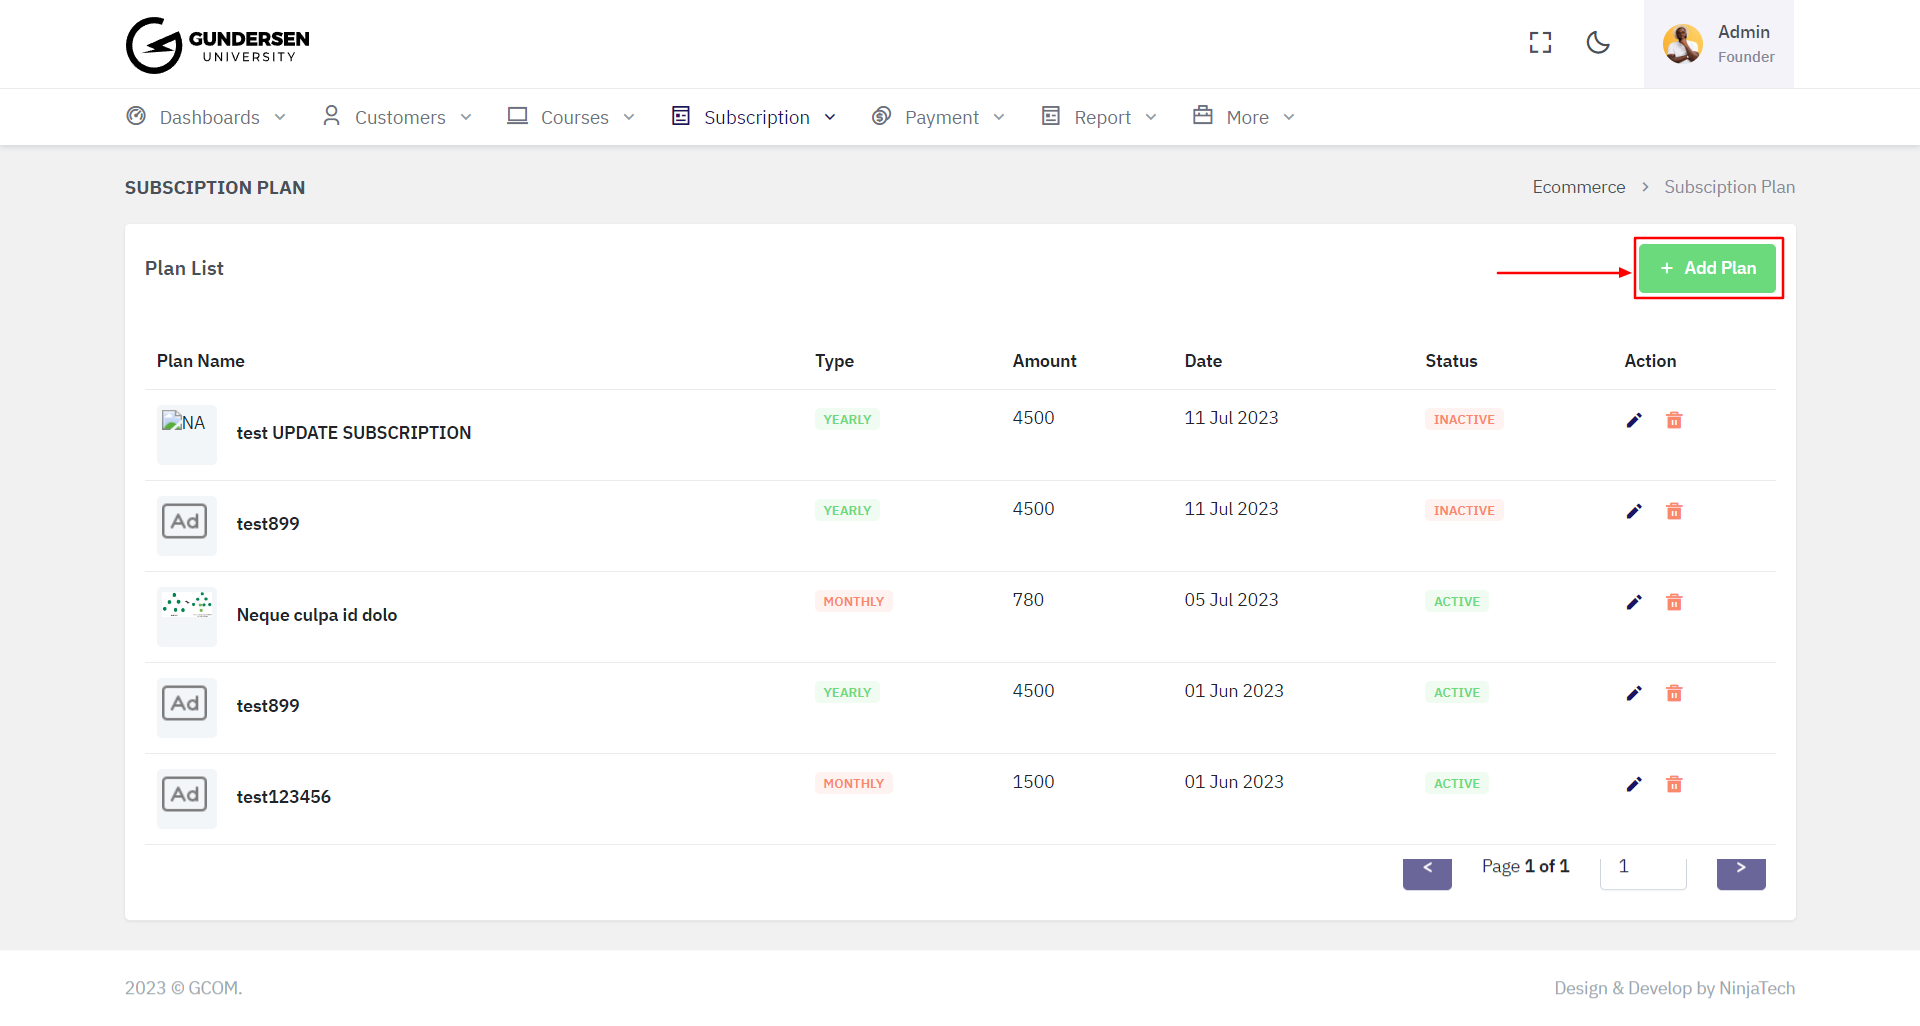 GUNDERSEN
UNIVERSITY
Admin
Founder
Dashboards Customers Courses Subscription Payment Report More
SUBSCIPTION PLAN
Ecommerce > Subsciption Plan
Plan List
+ Add Plan
Plan Name Type Amount Date Status Action
NA test UPDATE SUBSCRIPTION YEARLY 4500 11 Jul 2023 INACTIVE
Ad test899 YEARLY 4500 11 Jul 2023 INACTIVE
Neque culpa id dolo MONTHLY 780 05 Jul 2023 ACTIVE
Ad test899 YEARLY 4500 01 Jun 2023 ACTIVE
Ad test123456 MONTHLY 1500 01 Jun 2023 ACTIVE
< Page 1 of 1 1 >
2023 © GCOM.
Design & Develop by NinjaTech